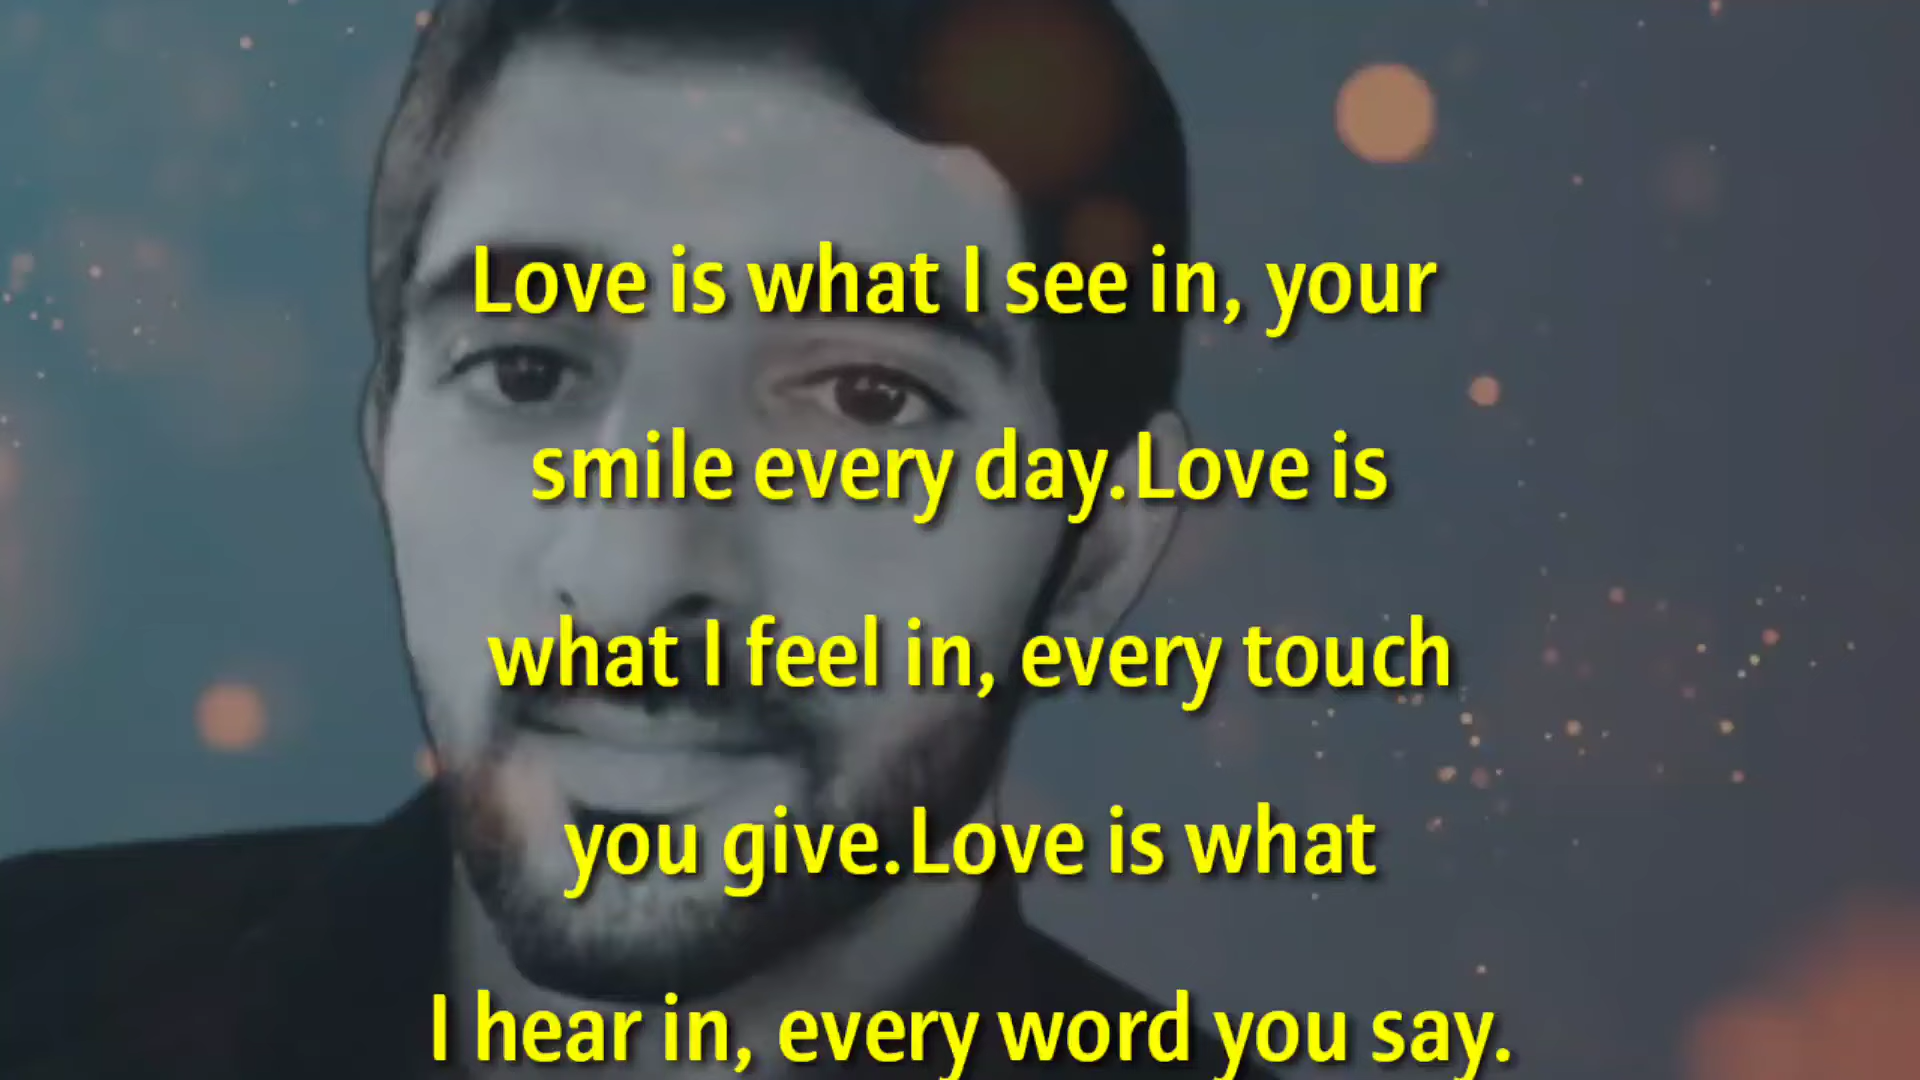 Love is what I see in, your
smile every day.Love is
what I feel in, every touch
you give.Love is what
I hear in, every word you say.